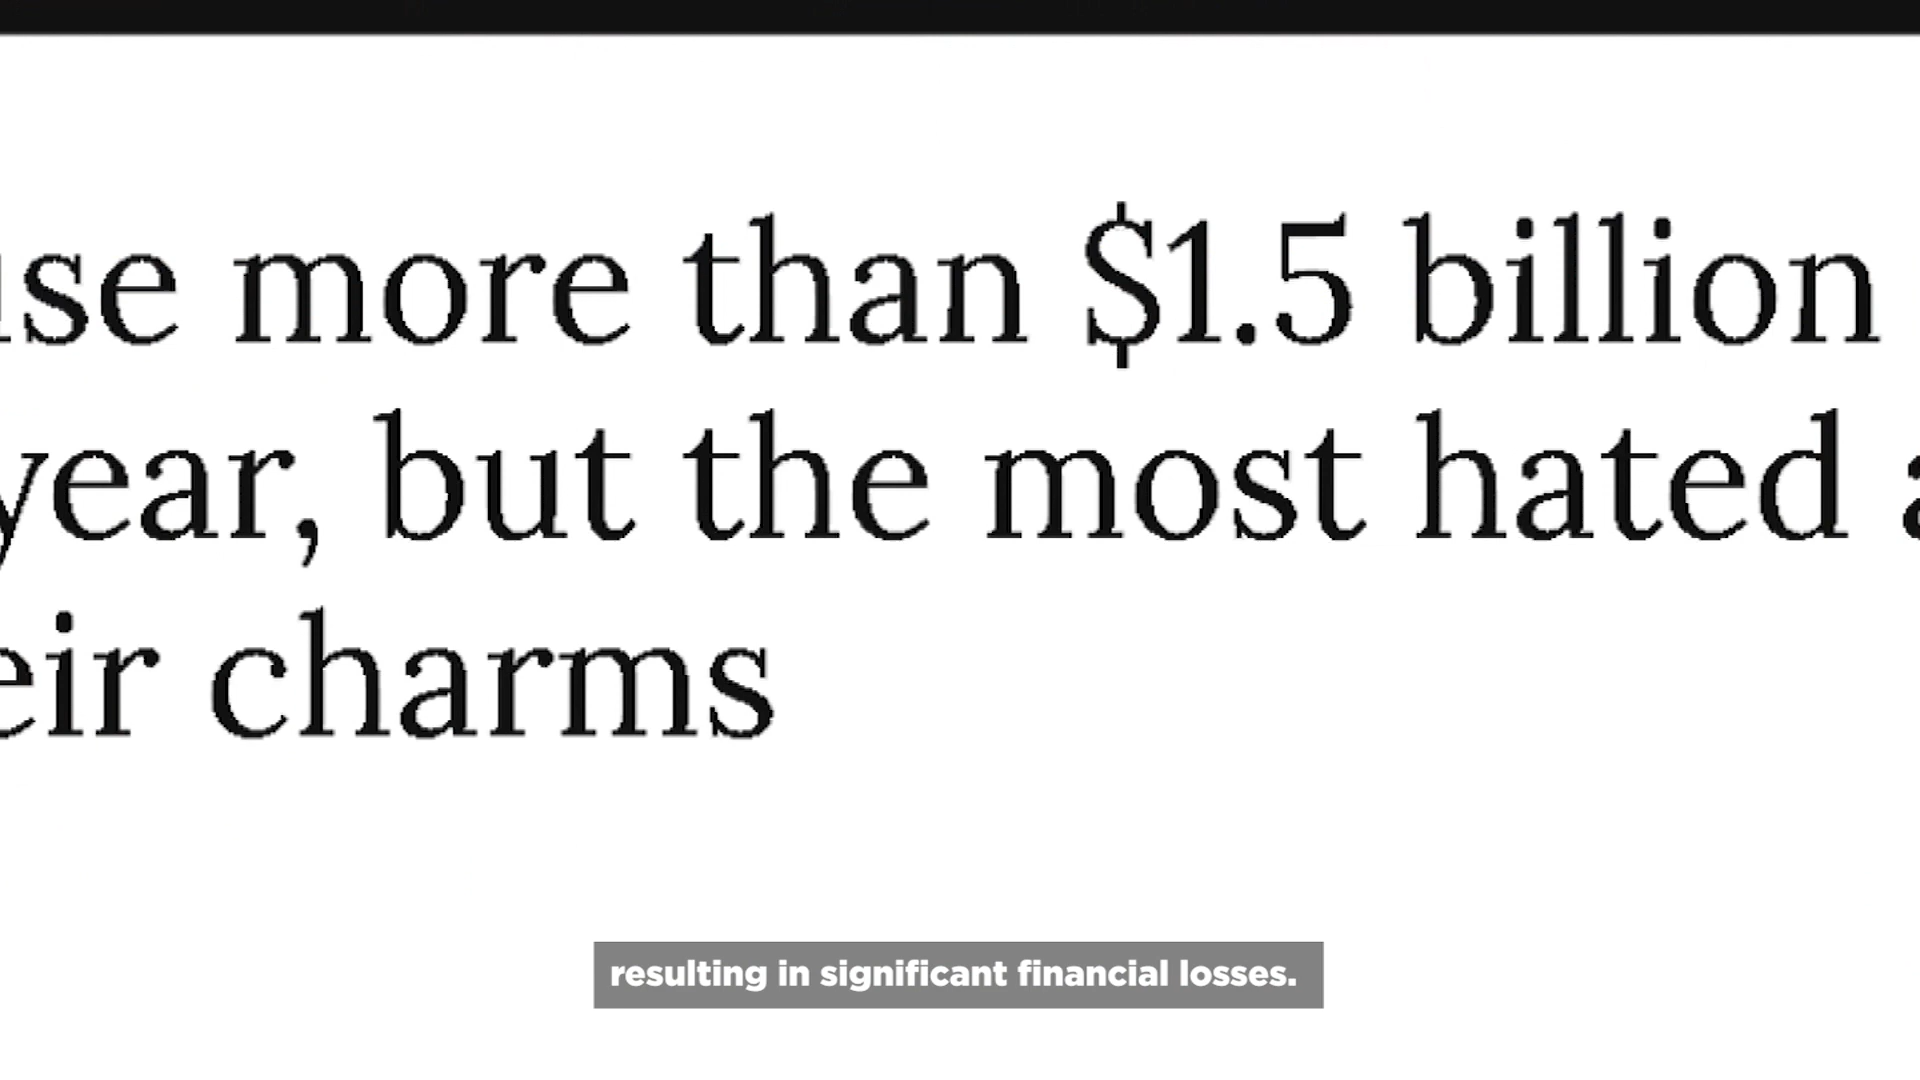 se more than $1.5 billion
year, but the most hated
eir charms
resulting in significant financial losses.